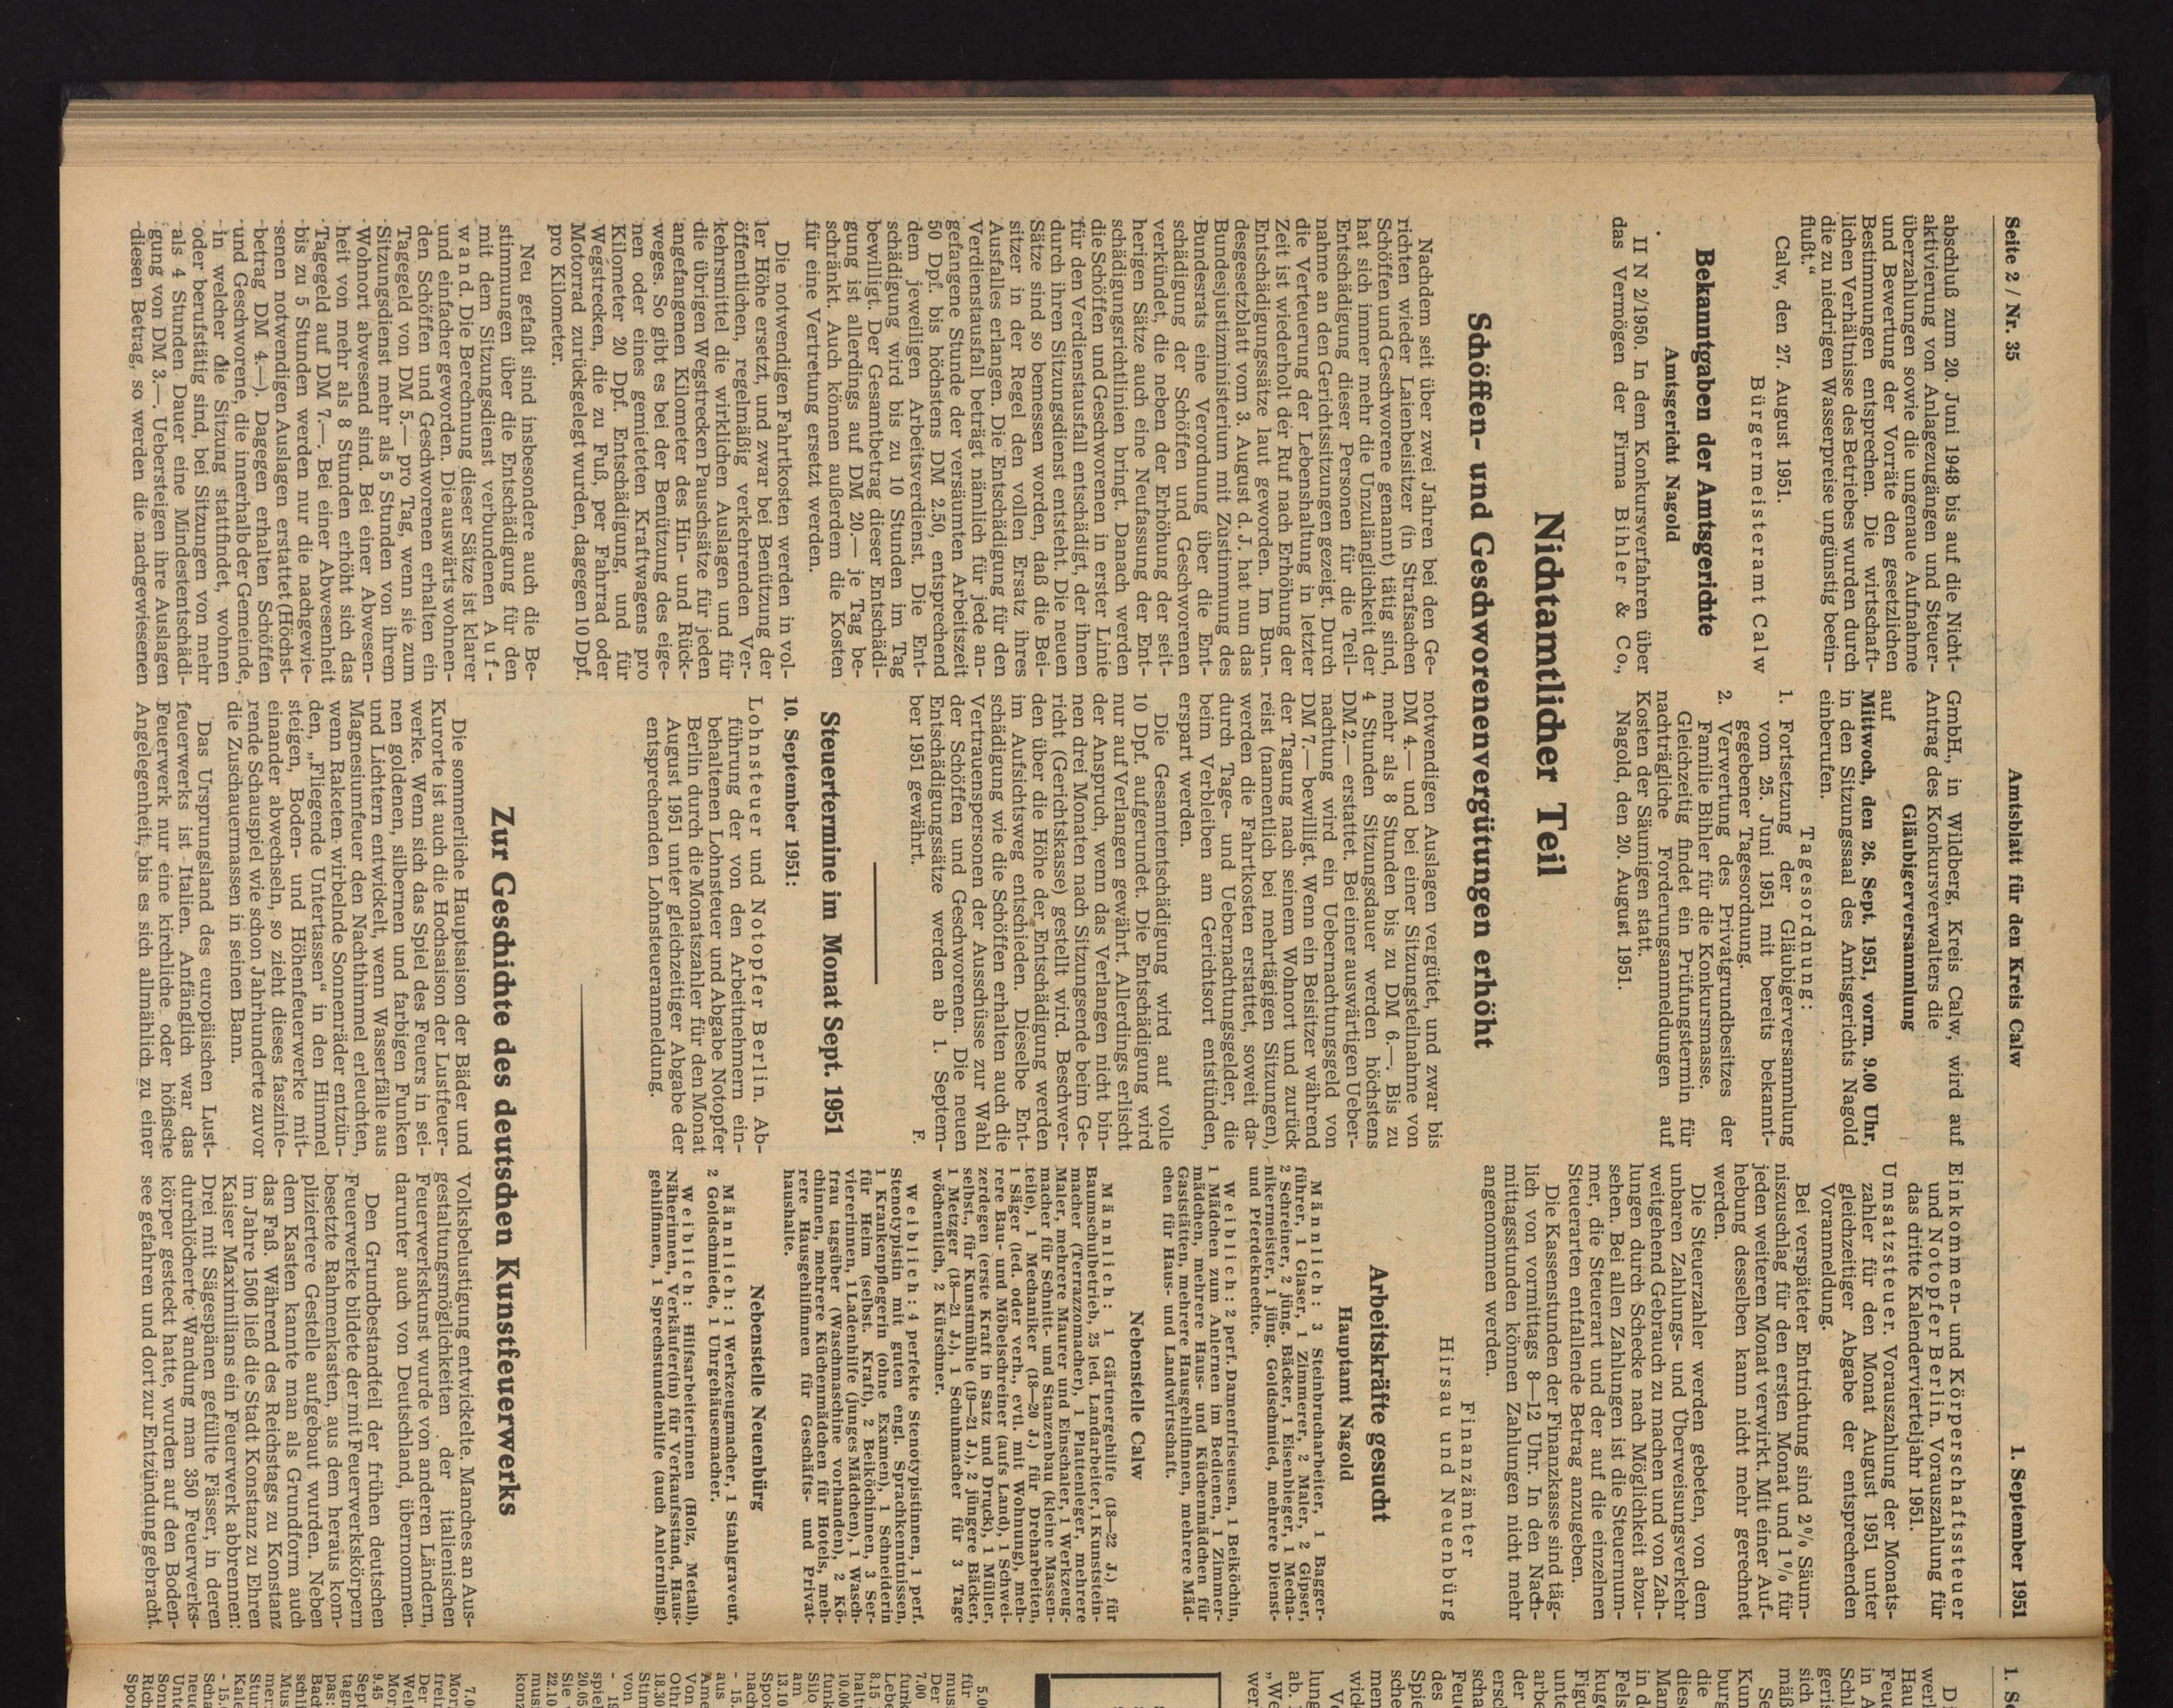 Seite 2 / Nr. 35
Amtsblatt für den Kreis Calw
1. September 1951
abschluß zum 20. Juni 1948 bis auf die Nicht-
aktivierung von Anlagezugängen und Steuer-
überzahlungen sowie die ungenaue Aufnahme
und Bewertung der Vorräte den gesetzlichen
Bestimmungen entsprechen. Die wirtschaft-
lichen Verhältnisse des Betriebes wurden durch
die zu niedrigen Wasserpreise ungünstig beein-
flußt.“
Calw, den 27. August 1951.
Bürgermeisteramt Calw
Bekanntgaben der Amtsgerichte
Amtsgericht Nagold
II N 2/1950. In dem Konkursverfahren über
das Vermögen der Firma Bihler & Co.,
GmbH., in Wildberg, Kreis Calw, wird auf
Antrag des Konkursverwalters die
Gläubigerversammlung
auf
Mittwoch, den 26. Sept. 1951, vorm. 9.00 Uhr,
in den Sitzungssaal des Amtsgerichts Nagold
einberufen.
Tagesordnung:
1. Fortsetzung der Gläubigerversammlung
vom 25. Juni 1951 mit bereits bekannt-
gegebener Tagesordnung.
2. Verwertung des Privatgrundbesitzes der
Familie Bihler für die Konkursmasse.
Gleichzeitig findet ein Prüfungstermin für
nachträgliche Forderungsanmeldungen auf
Kosten der Säumigen statt.
Nagold, den 20. August 1951.
Nichtamtlicher Teil
Schöffen- und Geschworenenvergütungen erhöht
Nachdem seit über zwei Jahren bei den Ge-
richten wieder Laienbeisitzer (in Strafsachen
Schöffen und Geschworene genannt) tätig sind,
hat sich immer mehr die Unzulänglichkeit der
Entschädigung dieser Personen für die Teil-
nahme an den Gerichtssitzungen gezeigt. Durch
die Verteuerung der Lebenshaltung in letzter
Zeit ist wiederholt der Ruf nach Erhöhung der
Entschädigungssätze laut geworden. Im Bun-
desgesetzblatt vom 3. August d. J. hat nun das
Bundesjustizministerium mit Zustimmung des
Bundesrats eine Verordnung über die Ent-
schädigung der Schöffen und Geschworenen
verkündet, die neben der Erhöhung der seit-
herigen Sätze auch eine Neufassung der Ent-
schädigungsrichtlinien bringt. Danach werden
die Schöffen und Geschworenen in erster Linie
für den Verdienstausfall entschädigt, der ihnen
durch ihren Sitzungsdienst entsteht. Die neuen
Sätze sind so bemessen worden, daß die Bei-
sitzer in der Regel den vollen Ersatz ihres
Ausfalles erlangen. Die Entschädigung für den
Verdienstausfall beträgt nämlich für jede an-
gefangene Stunde der versäumten Arbeitszeit
50 Dpf. bis höchstens DM 2.50, entsprechend
dem jeweiligen Arbeitsverdienst. Die Ent-
schädigung wird bis zu 10 Stunden im Tag
bewilligt. Der Gesamtbetrag dieser Entschädi-
gung ist allerdings auf DM 20.— je Tag be-
schränkt. Auch können außerdem die Kosten
für eine Vertretung ersetzt werden.
Die notwendigen Fahrtkosten werden in vol-
ler Höhe ersetzt, und zwar bei Benützung der
öffentlichen, regelmäßig verkehrenden Ver-
kehrsmittel die wirklichen Auslagen und für
die übrigen Wegstrecken Pauschsätze für jeden
angefangenen Kilometer des Hin- und Rück-
weges. So gibt es bei der Benützung des eige-
nen oder eines gemieteten Kraftwagens pro
Kilometer 20 Dpf. Entschädigung, und für
Wegstrecken, die zu Fuß, per Fahrrad oder
Motorrad zurückgelegt wurden, dagegen 10 Dpf.
pro Kilometer.
Neu gefaßt sind insbesondere auch die Be-
stimmungen über die Entschädigung für den
mit dem Sitzungsdienst verbundenen Auf-
wand. Die Berechnung dieser Sätze ist klarer
und einfacher geworden. Die auswärts wohnen-
den Schöffen und Geschworenen erhalten ein
Tagegeld von DM 5.— pro Tag, wenn sie zum
Sitzungsdienst mehr als 5 Stunden von ihrem
Wohnort abwesend sind. Bei einer Abwesen-
heit von mehr als 8 Stunden erhöht sich das
Tagegeld auf DM 7.—. Bei einer Abwesenheit
bis zu 5 Stunden werden nur die nachgewie-
senen notwendigen Auslagen erstattet (Höchst-
betrag DM 4.—). Dagegen erhalten Schöffen
und Geschworene, die innerhalb der Gemeinde,
in welcher die Sitzung stattfindet, wohnen
oder berufstätig sind, bei Sitzungen von mehr
als 4 Stunden Dauer eine Mindestentschädi-
gung von DM 3.—. Uebersteigen ihre Auslagen
diesen Betrag, so werden die nachgewiesenen
notwendigen Auslagen vergütet, und zwar bis
DM 4.— und bei einer Sitzungsteilnahme von
mehr als 8 Stunden bis zu DM 6.—. Bis zu
4 Stunden Sitzungsdauer werden höchstens
DM 2.— erstattet. Bei einer auswärtigen Ueber-
nachtung wird ein Uebernachtungsgeld von
DM 7.— bewilligt. Wenn ein Beisitzer während
der Tagung nach seinem Wohnort und zurück
reist (namentlich bei mehrtägigen Sitzungen),
werden die Fahrtkosten erstattet, soweit da-
durch Tage- und Uebernachtungsgelder, die
beim Verbleiben am Gerichtsort entstünden,
erspart werden.
Die Gesamtentschädigung wird auf volle
10 Dpf. aufgerundet. Die Entschädigung wird
nur auf Verlangen gewährt. Allerdings erlischt
der Anspruch, wenn das Verlangen nicht bin-
nen drei Monaten nach Sitzungsende beim Ge-
richt (Gerichtskasse) gestellt wird. Beschwer-
den über die Höhe der Entschädigung werden
im Aufsichtsweg entschieden. Dieselbe Ent-
schädigung wie die Schöffen erhalten auch die
Vertrauenspersonen der Ausschüsse zur Wahl
der Schöffen und Geschworenen. Die neuen
Entschädigungssätze werden ab 1. Septem-
ber 1951 gewährt.
F.
Steuertermine im Monat Sept. 1951
10. September 1951:
Lohnsteuer und Notopfer Berlin. Ab-
führung der von den Arbeitnehmern ein-
behaltenen Lohnsteuer und Abgabe Notopfer
Berlin durch die Monatszahler für den Monat
August 1951 unter gleichzeitiger Abgabe der
entsprechenden Lohnsteueranmeldung.
Einkommen- und Körperschaftssteuer
und Notopfer Berlin. Vorauszahlung für
das dritte Kalendervierteljahr 1951.
Umsatzsteuer. Vorauszahlung der Monats-
zahler für den Monat August 1951 unter
gleichzeitiger Abgabe der entsprechenden
Voranmeldung.
Bei verspäteter Entrichtung sind 2% Säum-
niszuschlag für den ersten Monat und 1% für
jeden weiteren Monat verwirkt. Mit einer Auf-
hebung desselben kann nicht mehr gerechnet
werden.
Die Steuerzahler werden gebeten, von dem
unbaren Zahlungs- und Überweisungsverkehr
weitgehend Gebrauch zu machen und von Zah-
lungen durch Schecke nach Möglichkeit abzu-
sehen. Bei allen Zahlungen ist die Steuernum-
mer, die Steuerart und der auf die einzelnen
Steuerarten entfallende Betrag anzugeben.
Die Kassenstunden der Finanzkasse sind täg-
lich von vormittags 8—12 Uhr. In den Nach-
mittagsstunden können Zahlungen nicht mehr
angenommen werden.
Finanzämter
Hirsau und Neuenbürg
Arbeitskräfte gesucht
Hauptamt Nagold
Männlich: 3 Steinbrucharbeiter, 1 Bagger-
führer, 1 Glaser, 1 Zimmerer, 2 Maler, 2 Gipser,
2 Schreiner, 2 jüng. Bäcker, 1 Eisenbieger, 1 Mecha-
nikermeister, 1 jüng. Goldschmied, mehrere Dienst-
und Pferdeknechte.
Weiblich: 2 perf. Damenfriseusen, 1 Beiköchin,
1 Mädchen zum Anlernen im Bedienen, 1 Zimmer-
mädchen, mehrere Haus- und Küchenmädchen für
Gaststätten, mehrere Hausgehilfinnen, mehrere Mäd-
chen für Haus- und Landwirtschaft.
Nebenstelle Calw
Männlich: 1 Gärtnergehilfe (18—22 J.) für
Baumschulbetrieb, 25 led. Landarbeiter, 1 Kunststein-
macher (Terrazzomacher), 1 Plattenleger, mehrere
Maler, mehrere Maurer und Einschaler, 1 Werkzeug-
macher für Schnitt- und Stanzenbau (kleine Massen-
teile), 1 Mechaniker (18—20 J.) für Dreharbeiten,
1 Säger (led. oder verh., evtl. mit Wohnung), meh-
rere Bau- und Möbelschreiner (aufs Land), 1 Schwei-
zerdegen (erste Kraft in Satz und Druck), 1 Müller,
selbst., für Kunstmühle (19—21 J.), 2 jüngere Bäcker,
1 Metzger (18—21 J.), 1 Schuhmacher für 3 Tage
wöchentlich, 2 Kürschner.
Weiblich: 4 perfekte Stenotypistinnen, 1 perf.
Stenotypistin mit guten engl. Sprachkenntnissen,
1 Krankenpflegerin (ohne Examen), 1 Schneiderin
für Heim (selbst. Kraft), 2 Beiköchinnen, 3 Ser-
viererinnen, 1 Ladenhilfe (junges Mädchen), 1 Wasch-
frau tagsüber (Waschmaschine vorhanden), 2 Kö-
chinnen, mehrere Küchenmädchen für Hotels, meh-
rere Hausgehilfinnen für Geschäfts- und Privat-
haushalte.
Nebenstelle Neuenbürg
Männlich: 1 Werkzeugmacher, 1 Stahlgraveur,
2 Goldschmiede, 1 Uhrgehäusemacher.
Weiblich: Hilfsarbeiterinnen (Holz, Metall),
Näherinnen, Verkäufer(in) für Verkaufsstand, Haus-
gehilfinnen, 1 Sprechstundenhilfe (auch Anlernling).
Zur Geschichte des deutschen Kunstfeuerwerks
Die sommerliche Hauptsaison der Bäder und
Kurorte ist auch die Hochsaison der Lustfeuer-
werke. Wenn sich das Spiel des Feuers in sei-
nen goldenen, silbernen und farbigen Funken
und Lichtern entwickelt, wenn Wasserfälle aus
Magnesiumfeuer den Nachthimmel erleuchten,
wenn Raketen wirbelnde Sonnenräder entzün-
den, „Fliegende Untertassen“ in den Himmel
steigen, Boden- und Höhenfeuerwerke mit-
einander abwechseln, so zieht dieses faszinie-
rende Schauspiel wie schon Jahrhunderte zuvor
die Zuschauermassen in seinen Bann.
Das Ursprungsland des europäischen Lust-
feuerwerks ist Italien. Anfänglich war das
Feuerwerk nur eine kirchliche oder höfische
Angelegenheit, bis es sich allmählich zu einer
Volksbelustigung entwickelte. Manches an Aus-
gestaltungsmöglichkeiten der italienischen
Feuerwerkskunst wurde von anderen Ländern,
darunter auch von Deutschland, übernommen.
Den Grundbestandteil der frühen deutschen
Feuerwerke bildete der mit Feuerwerkskörpern
besetzte Rahmenkasten, aus dem heraus kom-
pliziertere Gestelle aufgebaut wurden. Neben
dem Kasten kannte man als Grundform auch
das Faß. Während des Reichstags zu Konstanz
im Jahre 1506 ließ die Stadt Konstanz zu Ehren
Kaiser Maximilians ein Feuerwerk abbrennen:
Drei mit Sägespänen gefüllte Fässer, in deren
durchlöcherte Wandung man 350 Feuerwerks-
körper gesteckt hatte, wurden auf den Boden-
see gefahren und dort zur Entzündung gebracht.